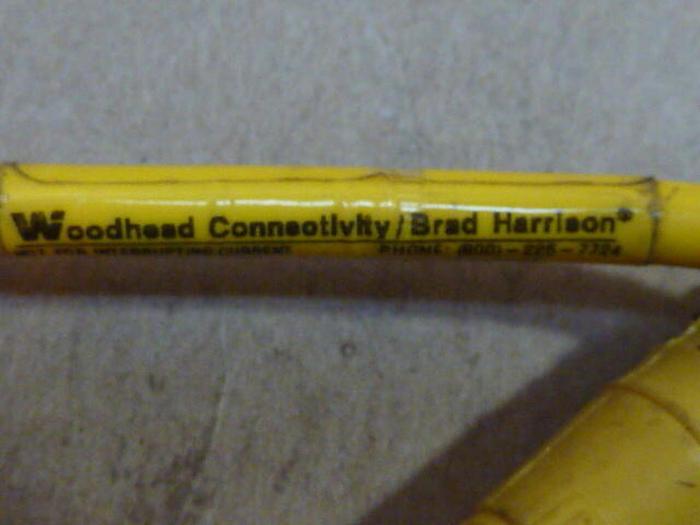 Woodhead Connectivity/Brad Harrison®
NOT FOR INTERRUPTING CURRENT PHONE: (800)-225-7724